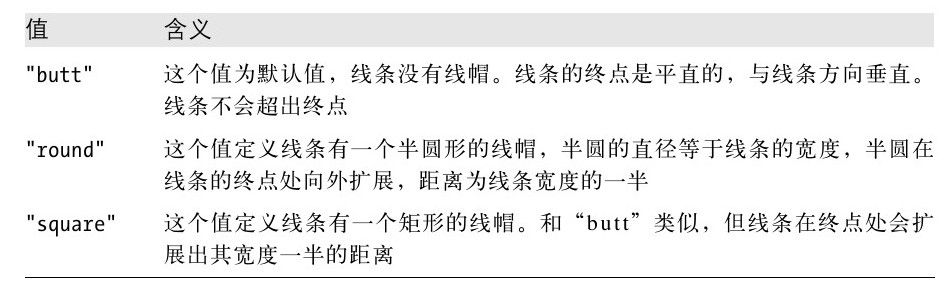 值 含义
"butt" 这个值为默认值，线条没有线帽。线条的终点是平直的，与线条方向垂直。
线条不会超出终点
"round" 这个值定义线条有一个半圆形的线帽，半圆的直径等于线条的宽度，半圆在
线条的终点处向外扩展，距离为线条宽度的一半
"square" 这个值定义线条有一个矩形的线帽。和“butt”类似，但线条在终点处会扩
展出其宽度一半的距离